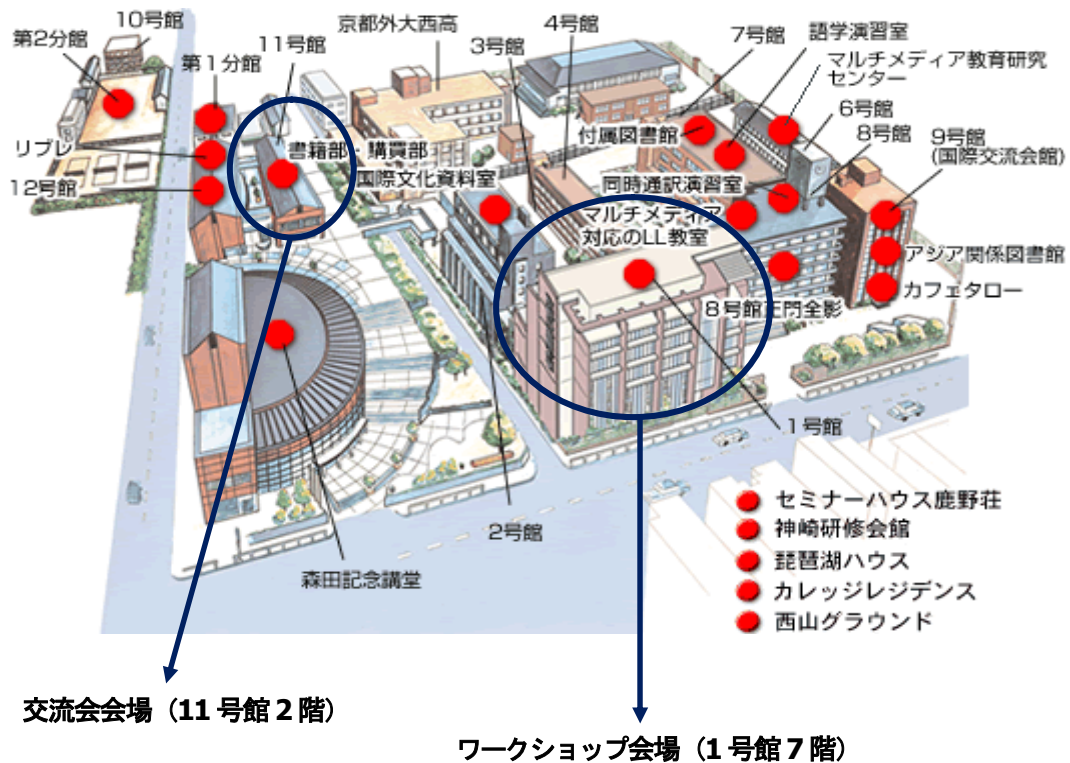 10号館
第2分館
第1分館
11号館
京都外大西高
3号館
4号館
7号館
語学演習室
マルチメディア教育研究
センター
6号館
8号館
9号館
(国際交流会館)
リブレ
12号館
書籍部・購買部
国際文化資料室
付属図書館
同時通訳演習室
マルチメディア
対応のLL教室
アジア関係図書館
カフェタロー
8号館正門全影
1号館
2号館
森田記念講堂
セミナーハウス鹿野荘
神崎研修会館
琵琶湖ハウス
カレッジレジデンス
西山グラウンド
交流会会場（11 号館 2 階）
ワークショップ会場（1 号館 7 階）